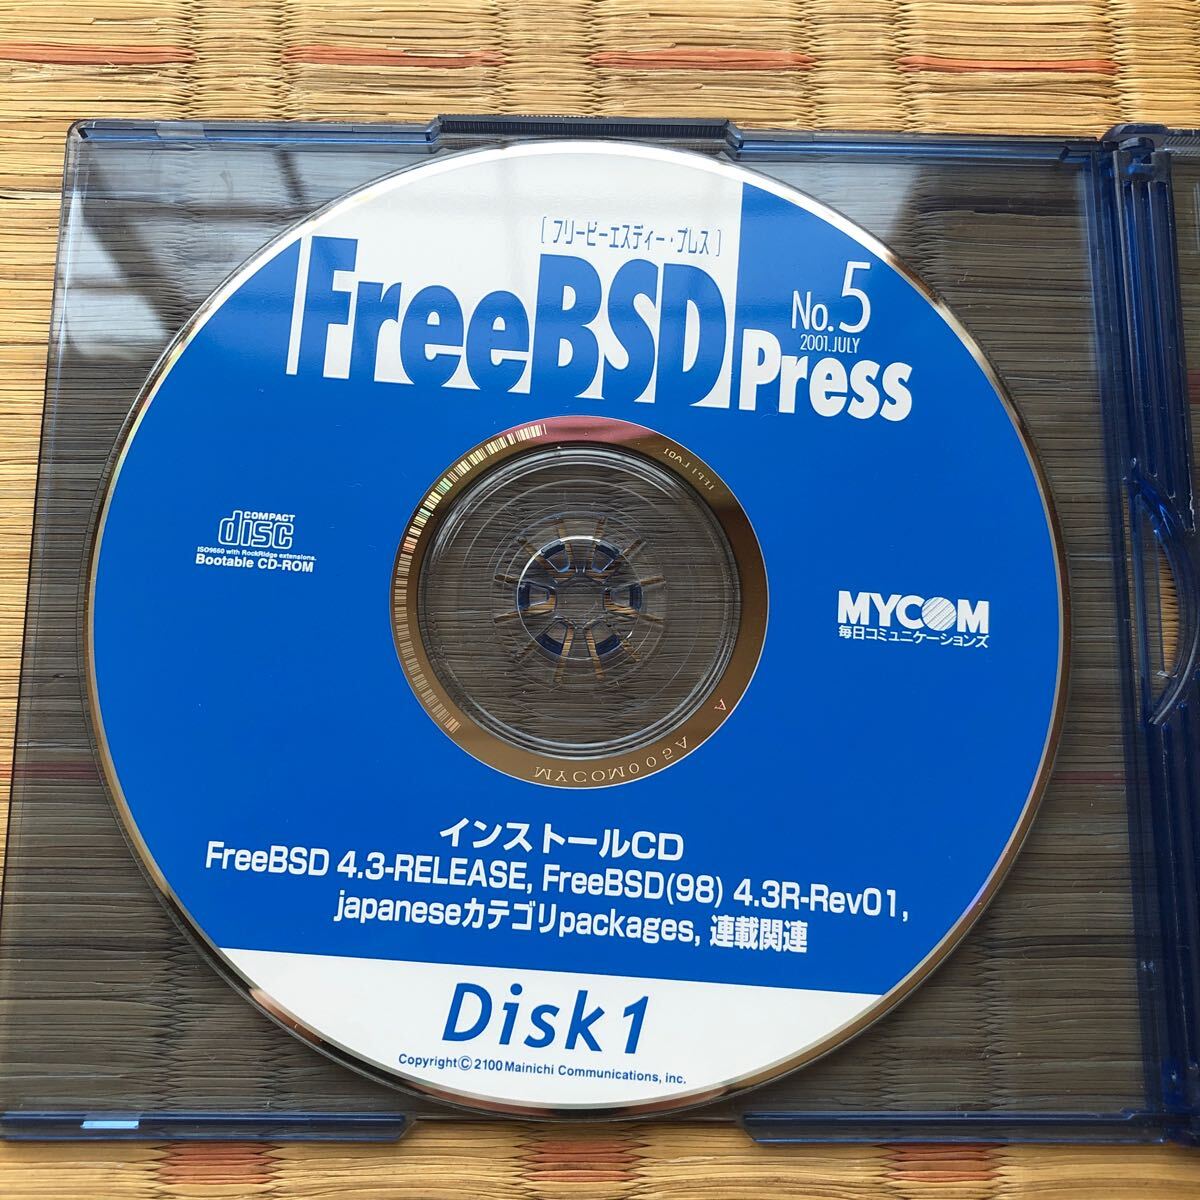 [フリービーエスディー・プレス]
FreeBSD Press
No.5
2001.JULY
COMPACT
disc
ISO9660 with RockRidge extensions.
Bootable CD-ROM
MYCOM
毎日コミュニケーションズ
MYCOM00GA A
インストールCD
FreeBSD 4.3-RELEASE, FreeBSD(98) 4.3R-Rev01,
japaneseカテゴリpackages, 連載関連
Disk1
Copyright© 2100 Mainichi Communications, inc.